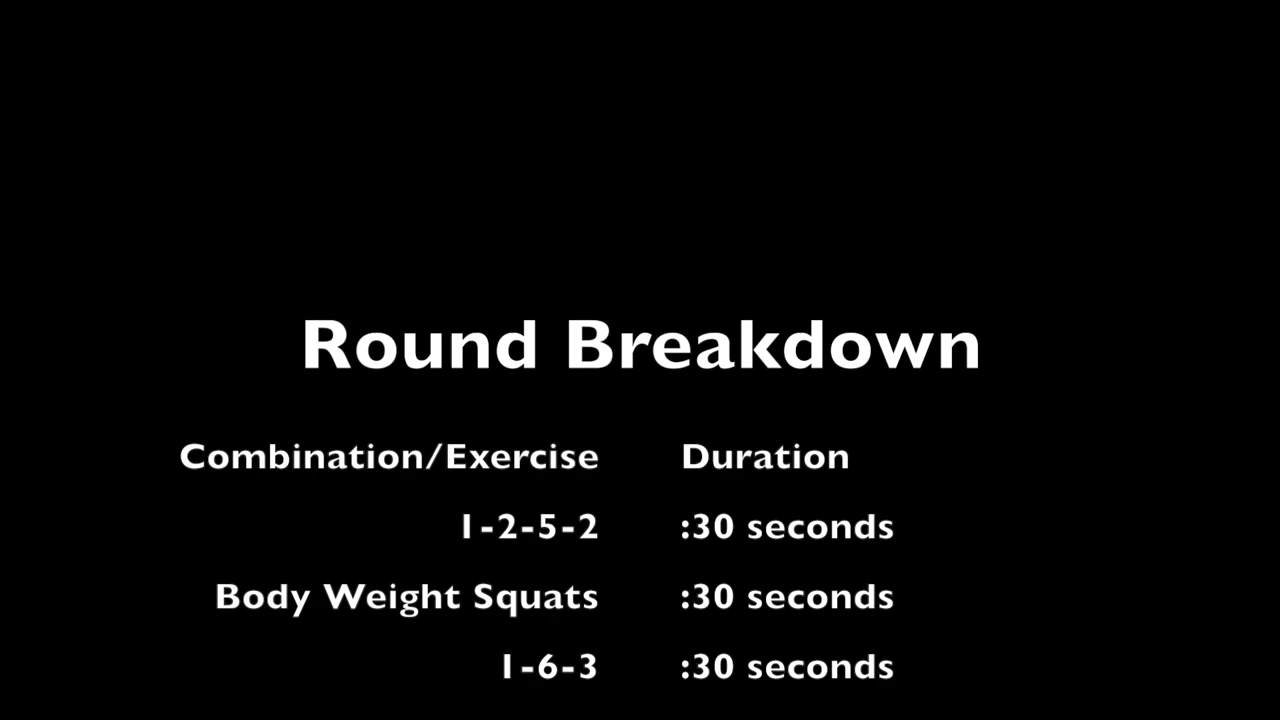 Round Breakdown
Combination/Exercise Duration
1-2-5-2 :30 seconds
Body Weight Squats :30 seconds
1-6-3 :30 seconds